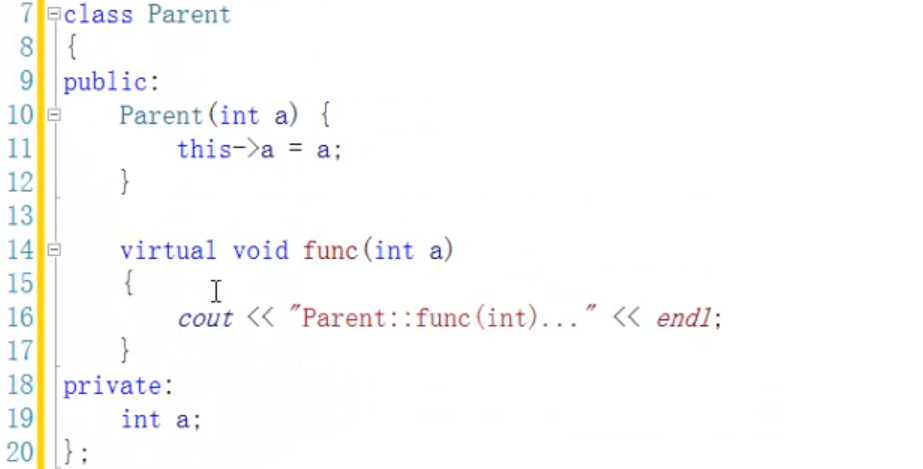 7 class Parent
8 {
9 public:
10 Parent(int a) {
11 this->a = a;
12 }
13
14 virtual void func(int a)
15 {
16 cout << "Parent::func(int)..." << endl;
17 }
18 private:
19 int a;
20 };